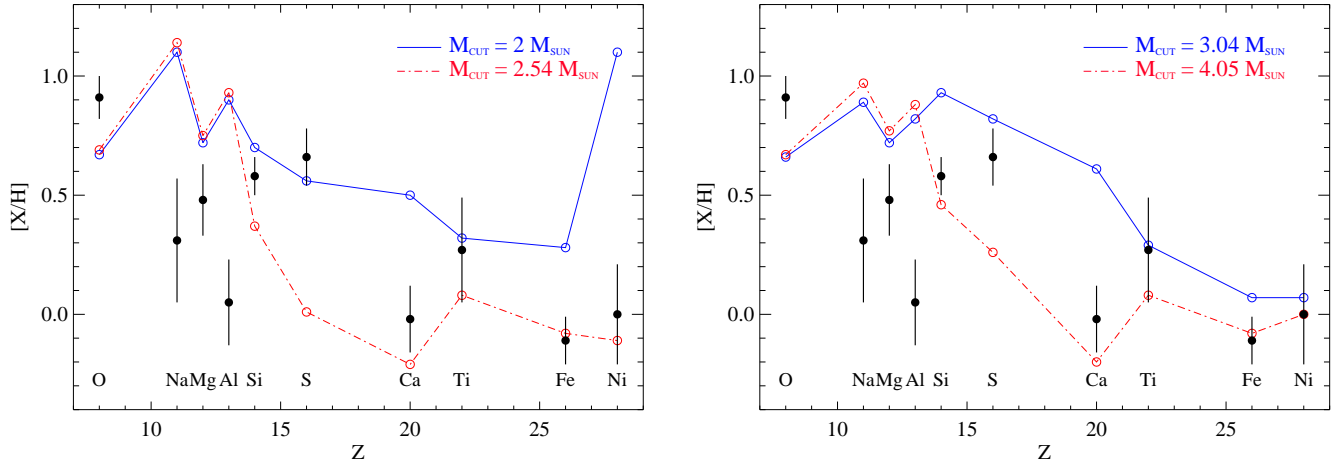 M_CUT = 2 M_SUN
M_CUT = 2.54 M_SUN
[X/H]
1.0
0.5
0.0
O Na Mg Al Si S Ca Ti Fe Ni
10 15 20 25
Z
M_CUT = 3.04 M_SUN
M_CUT = 4.05 M_SUN
[X/H]
1.0
0.5
0.0
O Na Mg Al Si S Ca Ti Fe Ni
10 15 20 25
Z